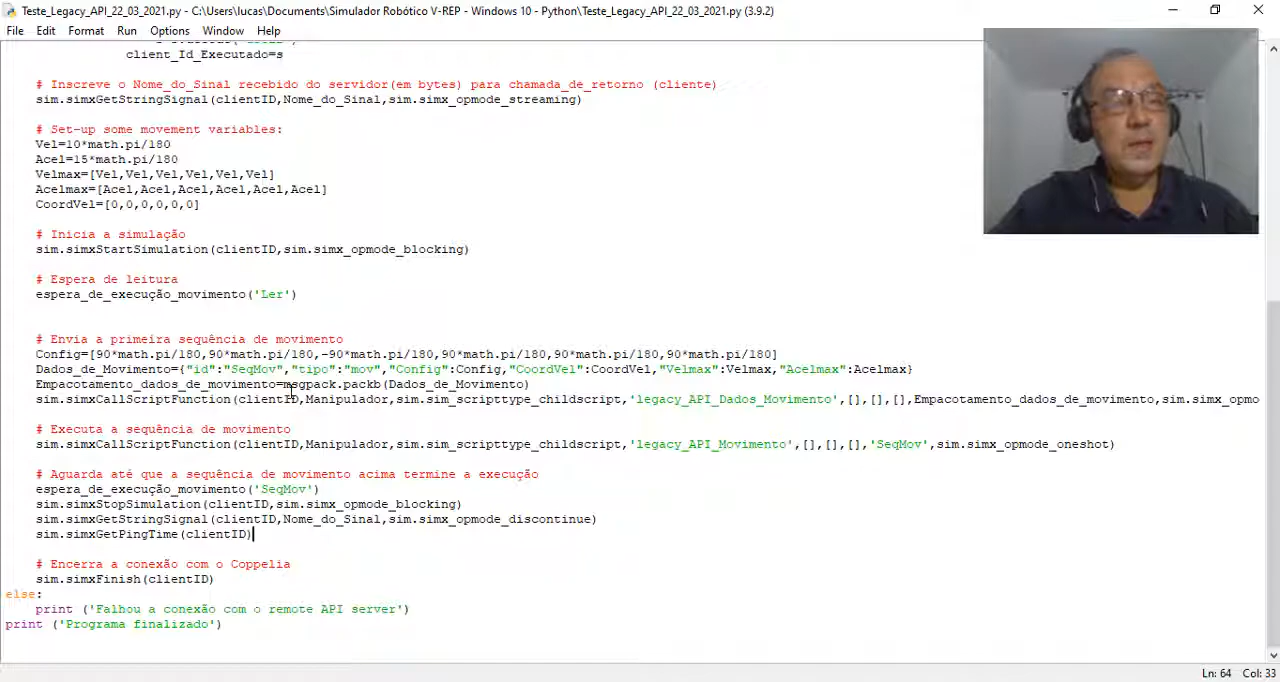 Teste_Legacy_API_22_03_2021.py - C:\Users\lucas\Documents\Simulador Robótico V-REP - Windows 10 - Python\Teste_Legacy_API_22_03_2021.py (3.9.2)
File Edit Format Run Options Window Help
client_Id_Executado=s
# Inscreve o Nome_do_Sinal recebido do servidor(em bytes) para chamada_de_retorno (cliente)
sim.simxGetStringSignal(clientID,Nome_do_Sinal,sim.simx_opmode_streaming)
# Set-up some movement variables:
Vel=10*math.pi/180
Acel=15*math.pi/180
Velmax=[Vel,Vel,Vel,Vel,Vel,Vel]
Acelmax=[Acel,Acel,Acel,Acel,Acel,Acel]
CoordVel=[0,0,0,0,0,0]
# Inicia a simulação
sim.simxStartSimulation(clientID,sim.simx_opmode_blocking)
# Espera de leitura
espera_de_execução_movimento('Ler')
# Envia a primeira sequência de movimento
Config=[90*math.pi/180,90*math.pi/180,-90*math.pi/180,90*math.pi/180,90*math.pi/180,90*math.pi/180]
Dados_de_Movimento={"id":"SeqMov","tipo":"mov","Config":Config,"CoordVel":CoordVel,"Velmax":Velmax,"Acelmax":Acelmax}
Empacotamento_dados_de_movimento=msgpack.packb(Dados_de_Movimento)
sim.simxCallScriptFunction(clientID,Manipulador,sim.sim_scripttype_childscript,'legacy_API_Dados_Movimento',[],[],[],Empacotamento_dados_de_movimento,sim.simx_opmo
# Executa a sequência de movimento
sim.simxCallScriptFunction(clientID,Manipulador,sim.sim_scripttype_childscript,'legacy_API_Movimento',[],[],[],'SeqMov',sim.simx_opmode_oneshot)
# Aguarda até que a sequência de movimento acima termine a execução
espera_de_execução_movimento('SeqMov')
sim.simxStopSimulation(clientID,sim.simx_opmode_blocking)
sim.simxGetStringSignal(clientID,Nome_do_Sinal,sim.simx_opmode_discontinue)
sim.simxGetPingTime(clientID)
# Encerra a conexão com o Coppelia
sim.simxFinish(clientID)
else:
print ('Falhou a conexão com o remote API server')
print ('Programa finalizado')
Ln: 64 Col: 33